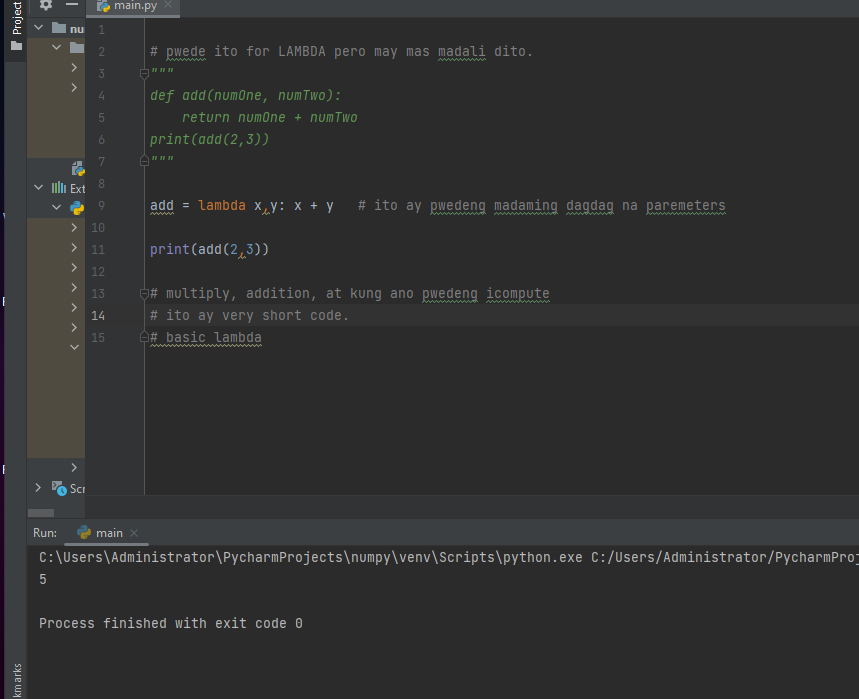 Project
main.py
nu
1
2 # pwede ito for LAMBDA pero may mas madali dito.
3 """
4 def add(numOne, numTwo):
5     return numOne + numTwo
6 print(add(2,3))
7 """
8
Ext
9 add = lambda x,y: x + y   # ito ay pwedeng madaming dagdag na paremeters
10
11 print(add(2,3))
12
13 # multiply, addition, at kung ano pwedeng icompute
14 # ito ay very short code.
15 # basic lambda
Scr
Run: main
C:\Users\Administrator\PycharmProjects\numpy\venv\Scripts\python.exe C:/Users/Administrator/PycharmProj
5
Process finished with exit code 0
kmarks